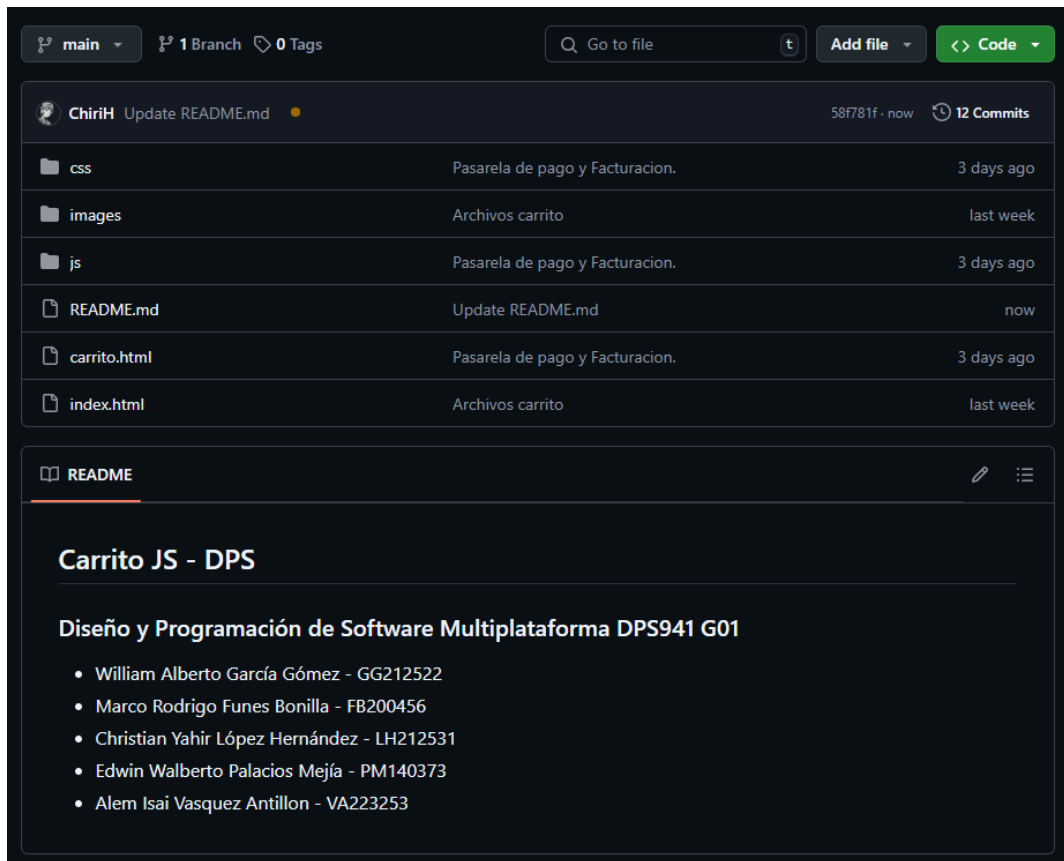 main 1 Branch 0 Tags Go to file t Add file <> Code
ChiriH Update README.md 58f781f · now 12 Commits
css Pasarela de pago y Facturacion. 3 days ago
images Archivos carrito last week
js Pasarela de pago y Facturacion. 3 days ago
README.md Update README.md now
carrito.html Pasarela de pago y Facturacion. 3 days ago
index.html Archivos carrito last week
README
Carrito JS - DPS
Diseño y Programación de Software Multiplataforma DPS941 G01
• William Alberto García Gómez - GG212522
• Marco Rodrigo Funes Bonilla - FB200456
• Christian Yahir López Hernández - LH212531
• Edwin Walberto Palacios Mejía - PM140373
• Alem Isai Vasquez Antillon - VA223253